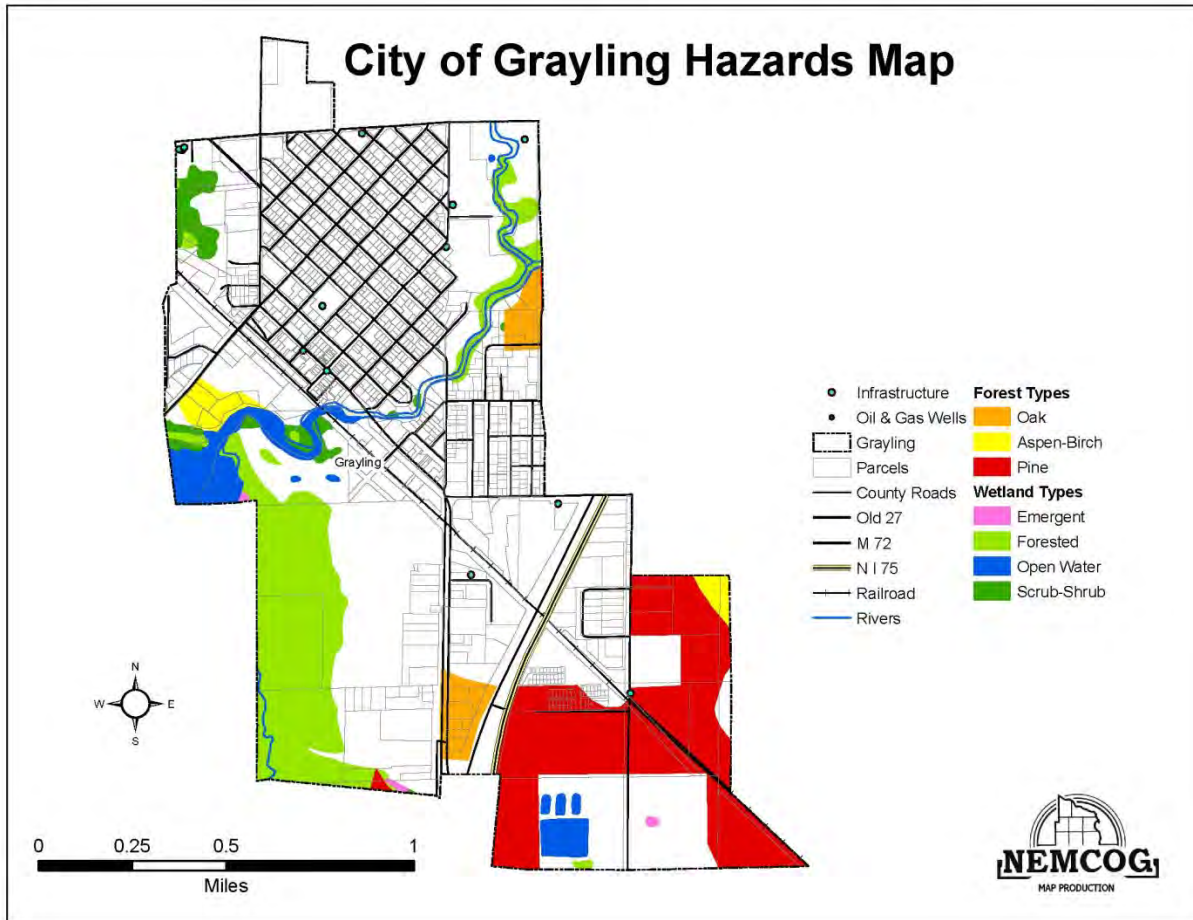 City of Grayling Hazards Map
Grayling
Infrastructure
Oil & Gas Wells
Grayling
Parcels
County Roads
Old 27
M 72
N I 75
Railroad
Rivers
Forest Types
Oak
Aspen-Birch
Pine
Wetland Types
Emergent
Forested
Open Water
Scrub-Shrub
N
W E
S
0 0.25 0.5 1
Miles
NEMCOG
MAP PRODUCTION